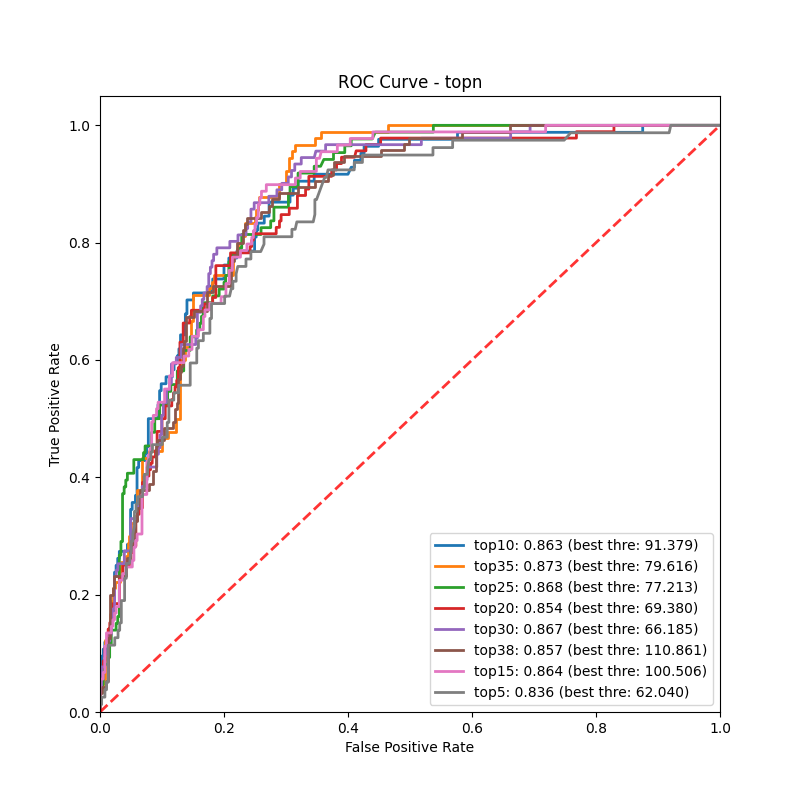 ROC Curve - topn
True Positive Rate
1.0
0.8
0.6
0.4
0.2
0.0
top10: 0.863 (best thre: 91.379)
top35: 0.873 (best thre: 79.616)
top25: 0.868 (best thre: 77.213)
top20: 0.854 (best thre: 69.380)
top30: 0.867 (best thre: 66.185)
top38: 0.857 (best thre: 110.861)
top15: 0.864 (best thre: 100.506)
top5: 0.836 (best thre: 62.040)
0.0 0.2 0.4 0.6 0.8 1.0
False Positive Rate